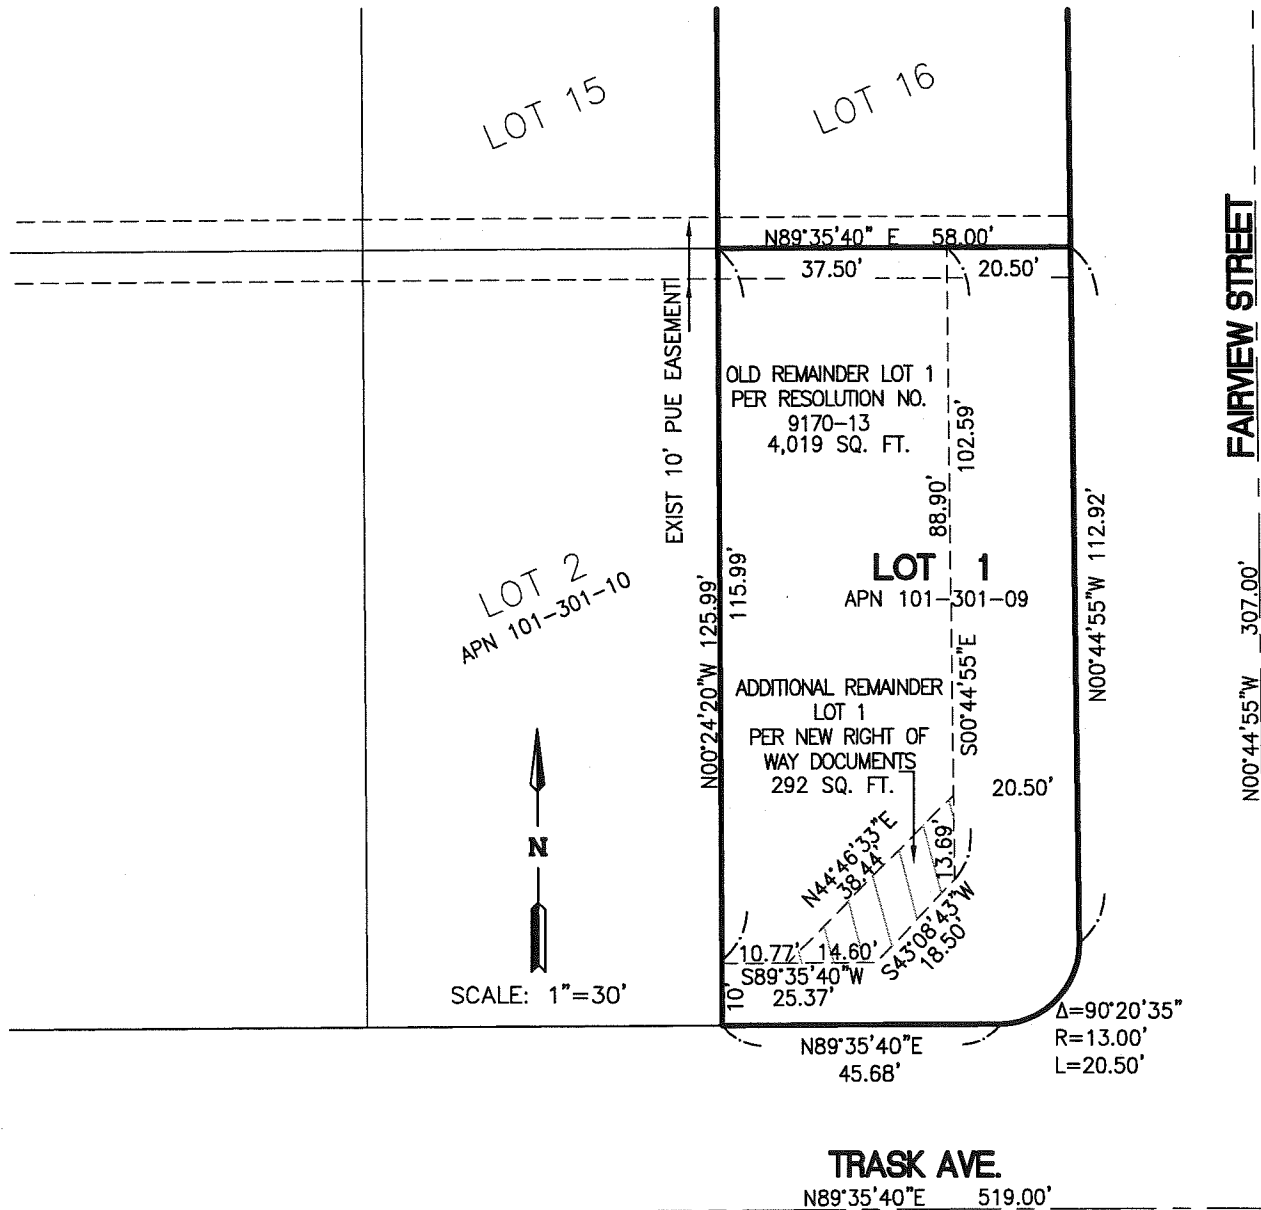 LOT 15
LOT 16
FAIRVIEW STREET
N00°44'55"W 307.00'
N89°35'40" E 58.00'
37.50'
20.50'
EXIST 10' PUE EASEMENT
OLD REMAINDER LOT 1
PER RESOLUTION NO.
9170-13
4,019 SQ. FT.
102.59'
88.90'
LOT 1
APN 101-301-09
LOT 2
APN 101-301-10
N00°24'20"W 125.99'
115.99'
N00°44'55"W 112.92'
S00°44'55"E
ADDITIONAL REMAINDER
LOT 1
PER NEW RIGHT OF
WAY DOCUMENTS
292 SQ. FT.
20.50'
N
SCALE: 1"=30'
N44°46'33"E
38.44'
13.69'
S43°08'43"W
18.50'
10.77' 14.60'
S89°35'40"W
25.37'
10'
Δ=90°20'35"
R=13.00'
L=20.50'
N89°35'40"E
45.68'
TRASK AVE.
N89°35'40"E 519.00'